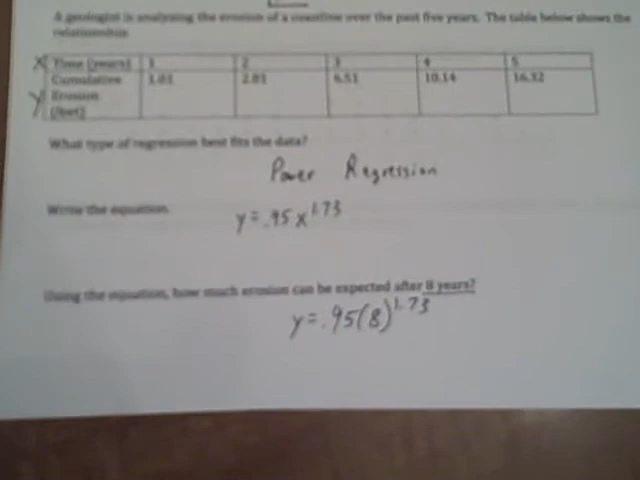 A geologist is analyzing the erosion of a coastline over the past five years. The table below shows the
relationship.
X Time (years) 1 2 3 4 5
Y Cumulative Erosion (feet) 1.01 2.91 6.51 10.14 16.32
What type of regression best fits the data?
Power Regression
Write the equation.
y = .95x^1.73
Using the equation, how much erosion can be expected after 8 years?
y = .95(8)^1.73